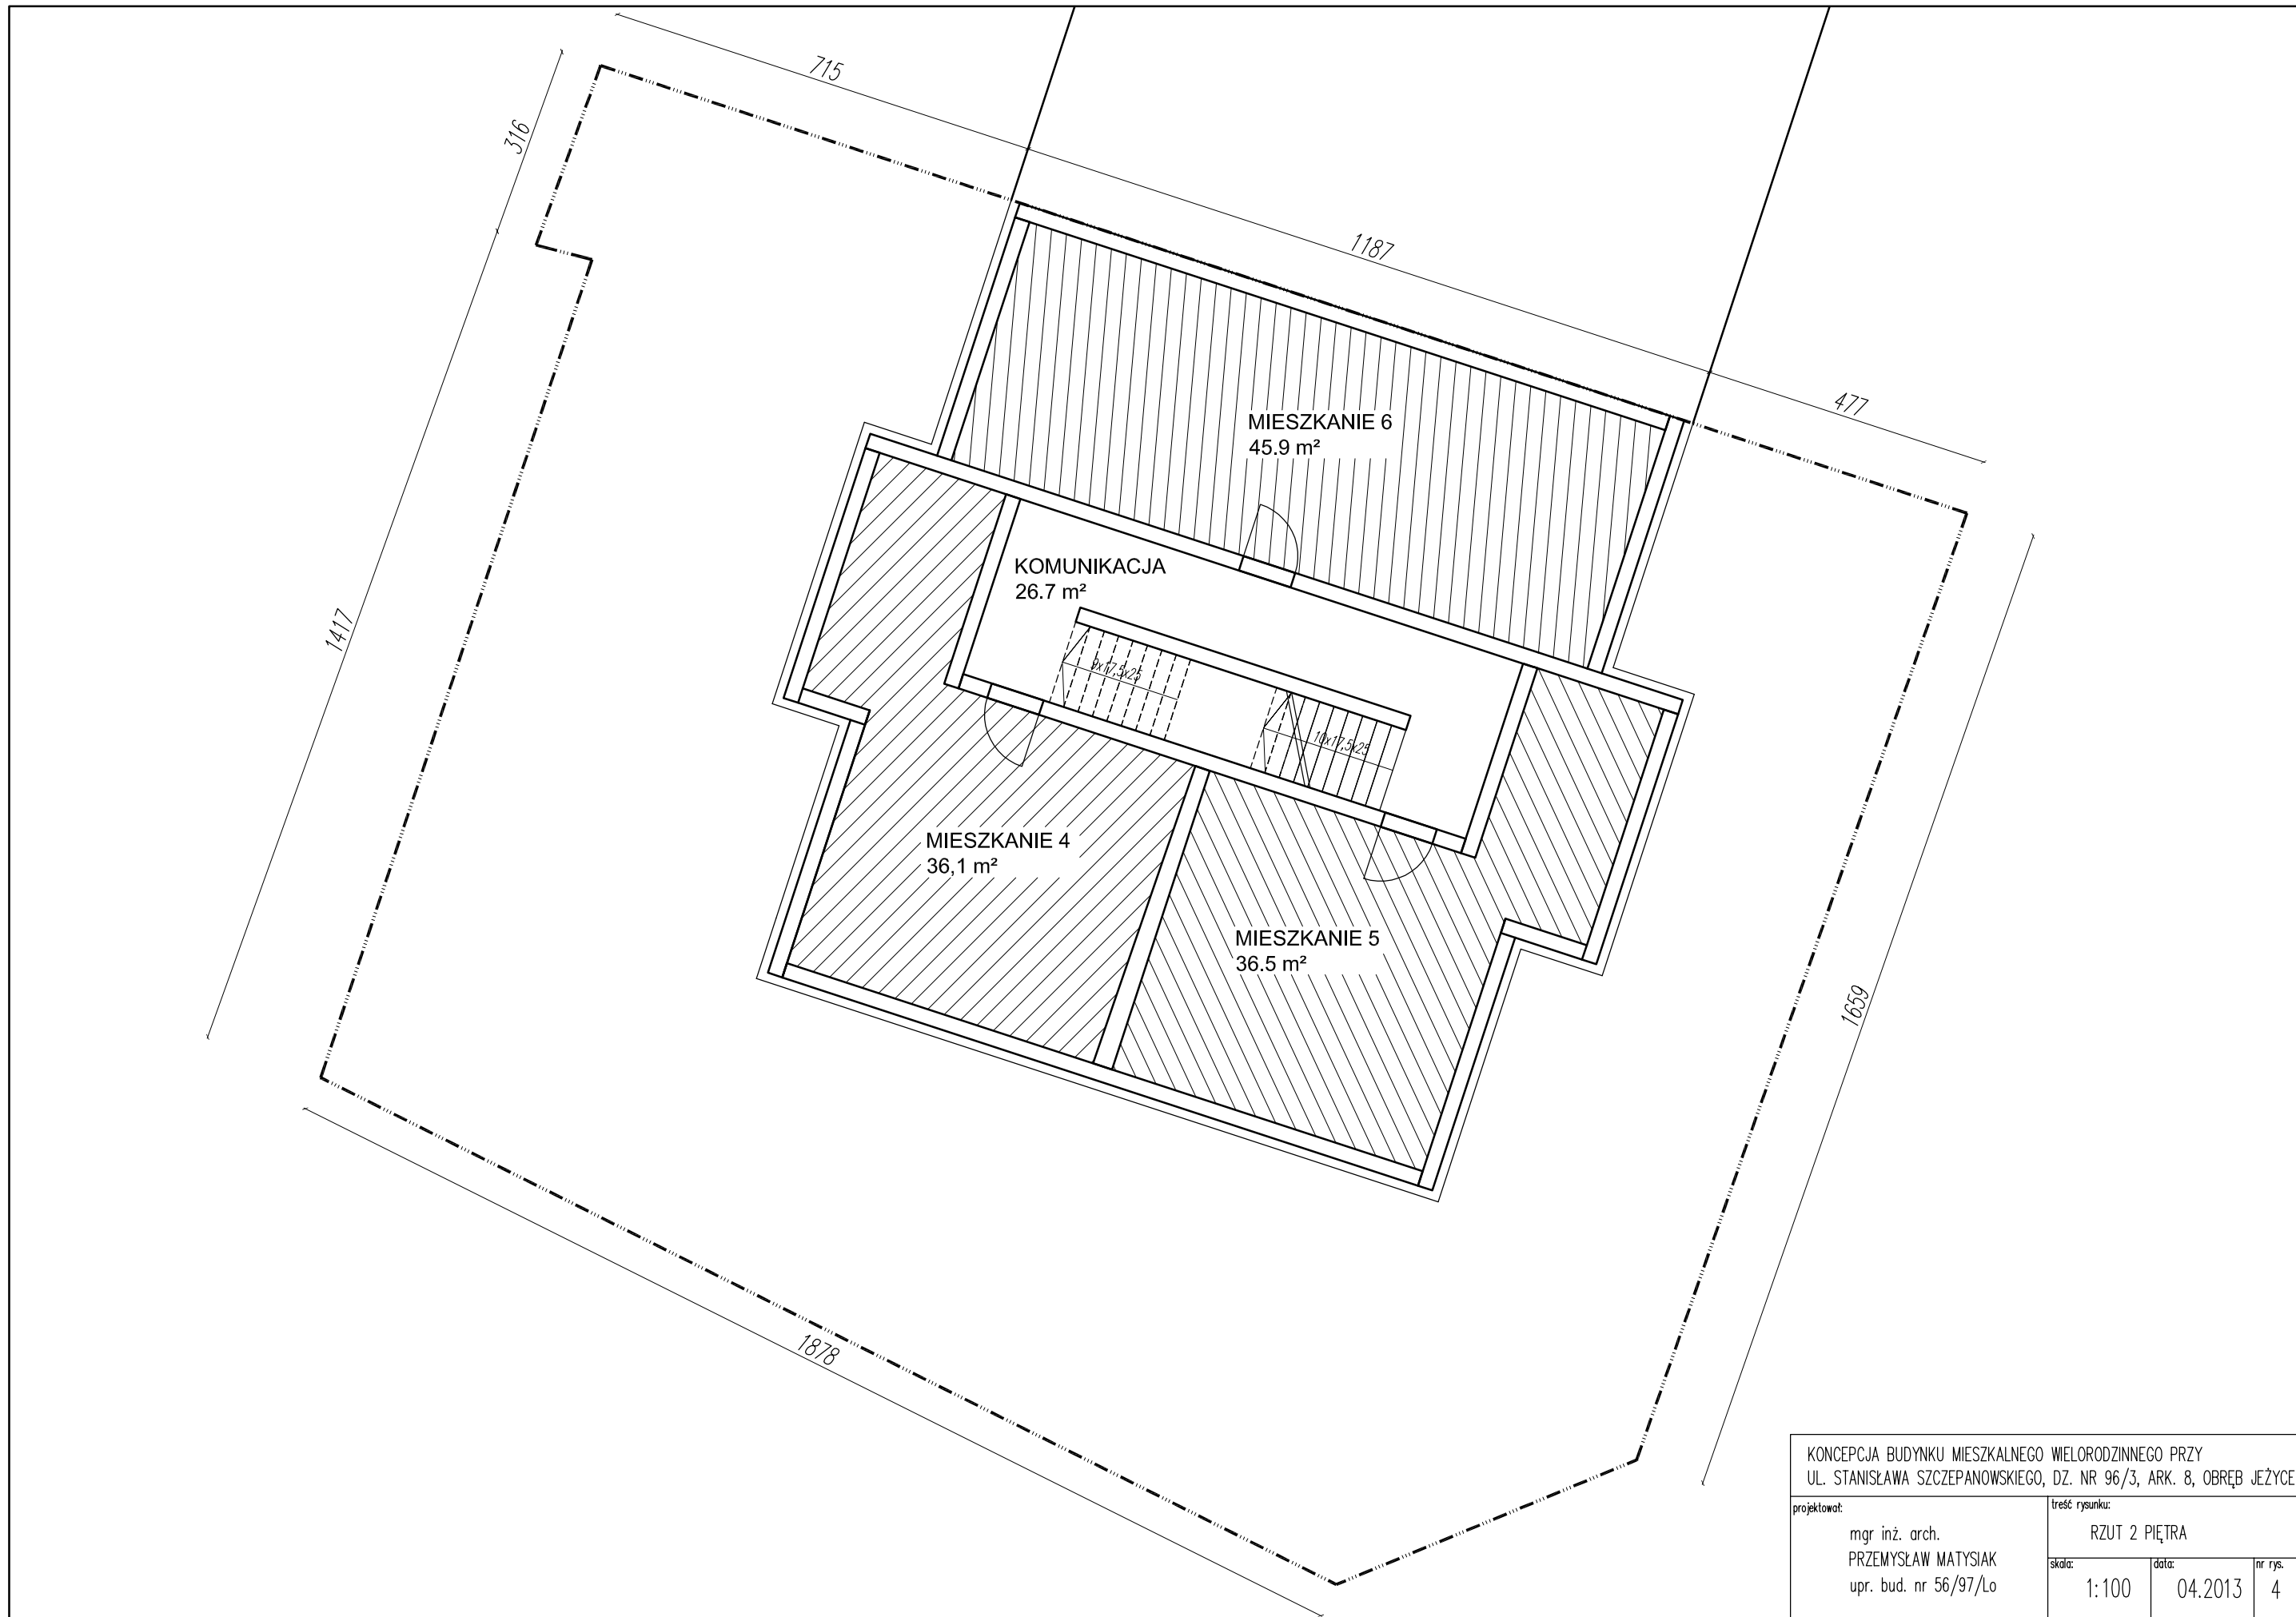 715
316
1187
477
MIESZKANIE 6
45.9 m²
KOMUNIKACJA
26.7 m²
1417
9x17,5x25
10x17,5x25
MIESZKANIE 4
36,1 m²
MIESZKANIE 5
36.5 m²
1659
1878
KONCEPCJA BUDYNKU MIESZKALNEGO WIELORODZINNEGO PRZY
UL. STANISŁAWA SZCZEPANOWSKIEGO, DZ. NR 96/3, ARK. 8, OBRĘB JEŻYCE
projektował:
mgr inż. arch.
PRZEMYSŁAW MATYSIAK
upr. bud. nr 56/97/Lo
treść rysunku:
RZUT 2 PIĘTRA
skala:
1:100
data:
04.2013
nr rys.
4